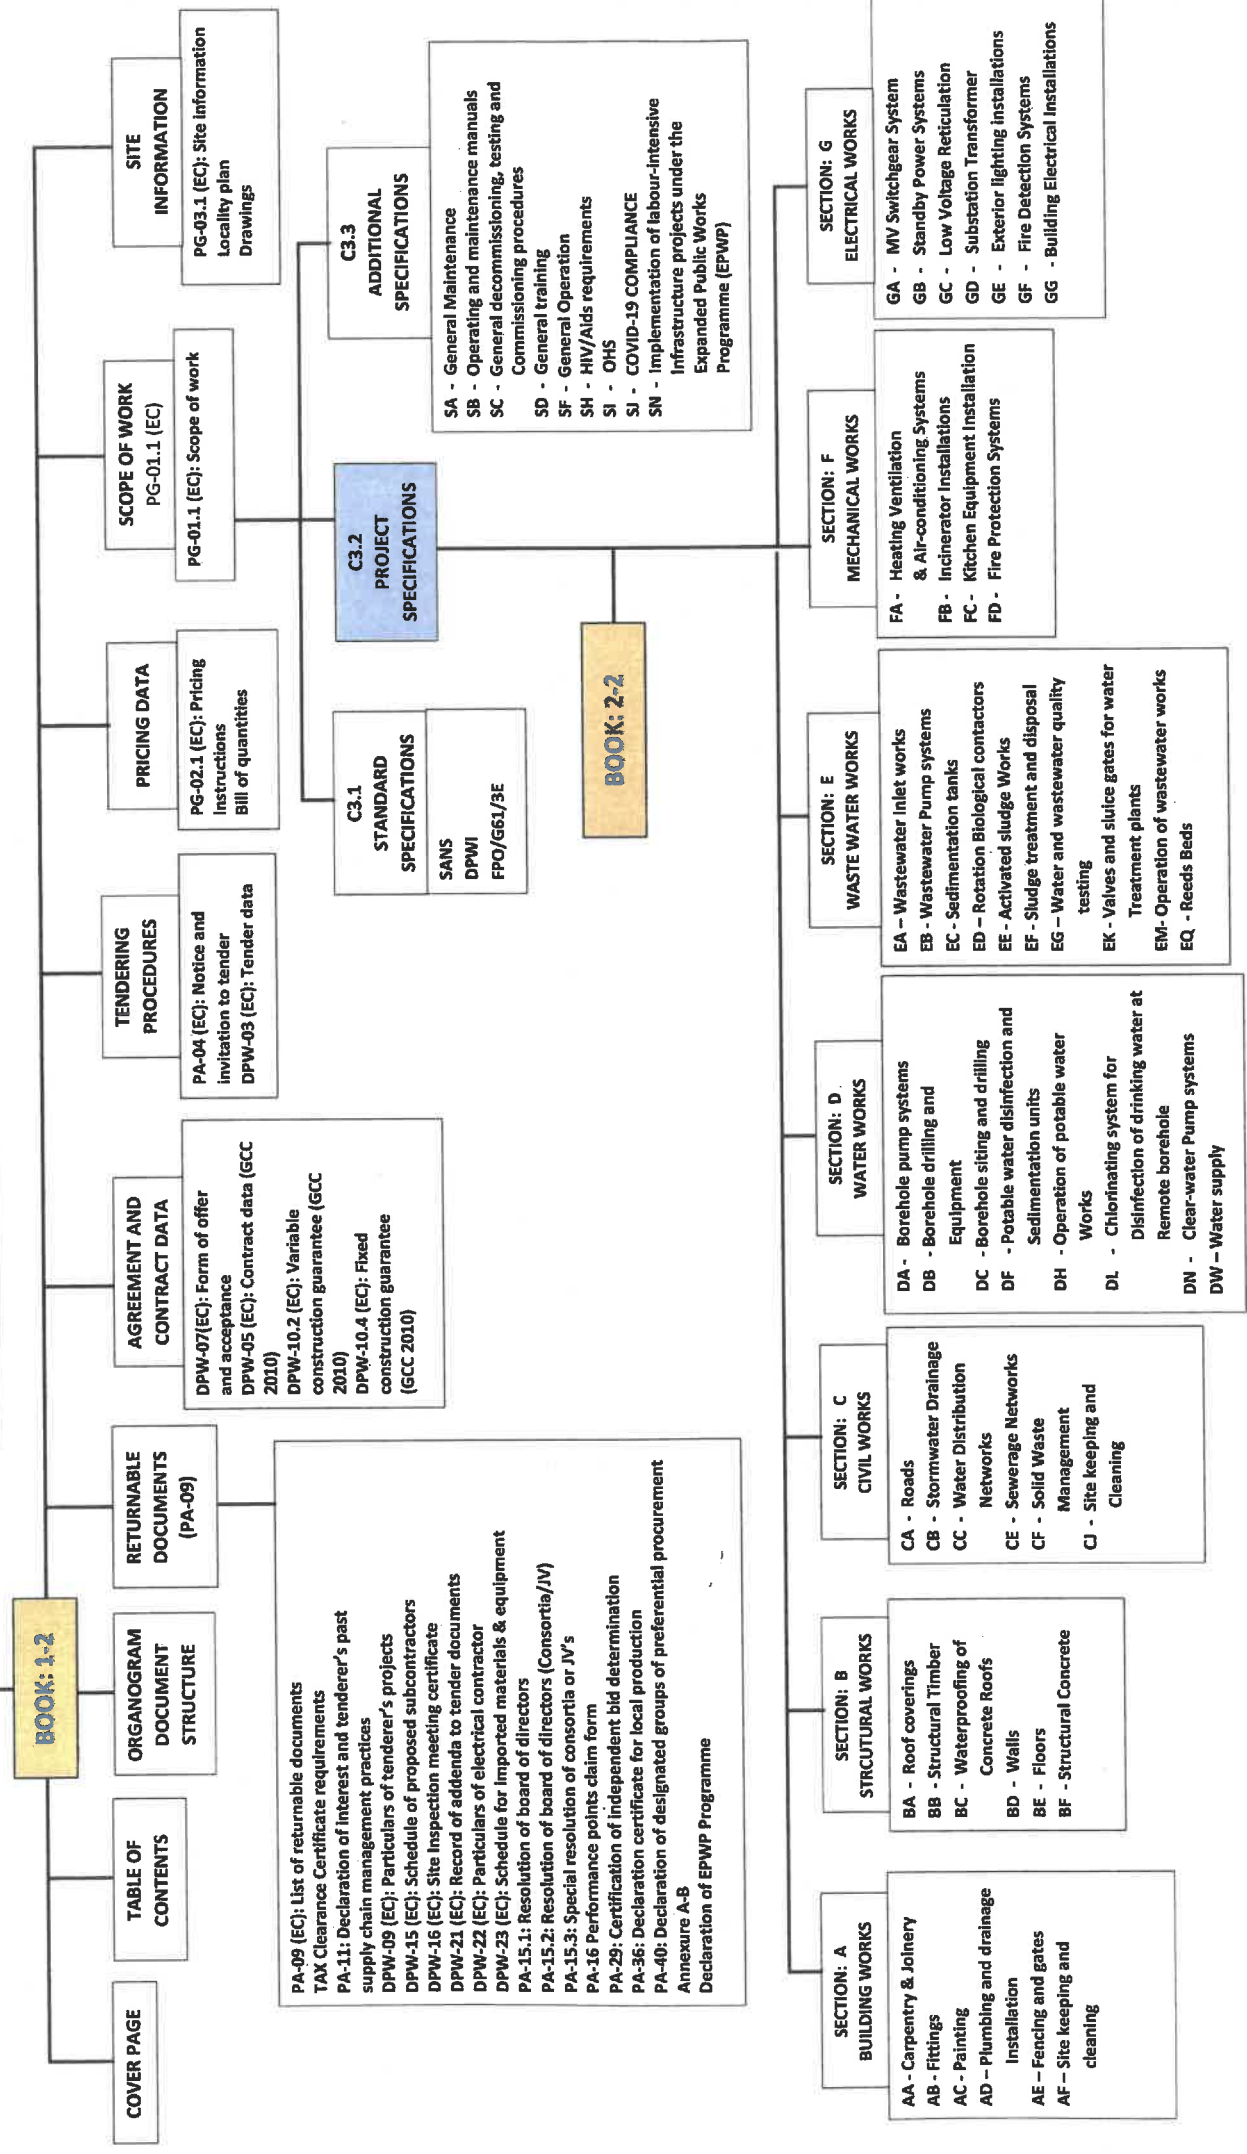 BOOK: 1-2
COVER PAGE
TABLE OF
CONTENTS
ORGANOGRAM
DOCUMENT
STRUCTURE
RETURNABLE
DOCUMENTS
(PA-09)
AGREEMENT AND
CONTRACT DATA
TENDERING
PROCEDURES
PRICING DATA
SCOPE OF WORK
PG-01.1 (EC)
SITE
INFORMATION
PA-09 (EC): List of returnable documents
TAX Clearance Certificate requirements
PA-11: Declaration of interest and tenderer's past
supply chain management practices
DPW-09 (EC): Particulars of tenderer's projects
DPW-15 (EC): Schedule of proposed subcontractors
DPW-16 (EC): Site Inspection meeting certificate
DPW-21 (EC): Record of addenda to tender documents
DPW-22 (EC): Particulars of electrical contractor
DPW-23 (EC): Schedule for imported materials & equipment
PA-15.1: Resolution of board of directors
PA-15.2: Resolution of board of directors (Consortia/JV)
PA-15.3: Special resolution of consortia or JV's
PA-16 Performance points claim form
PA-29: Certification of independent bid determination
PA-36: Declaration certificate for local production
PA-40: Declaration of designated groups of preferential procurement
Annexure A-B
Declaration of EPWP Programme
DPW-07(EC): Form of offer
and acceptance
DPW-05 (EC): Contract data (GCC
2010)
DPW-10.2 (EC): Variable
construction guarantee (GCC
2010)
DPW-10.4 (EC): Fixed
construction guarantee
(GCC 2010)
PA-04 (EC): Notice and
invitation to tender
DPW-03 (EC): Tender data
PG-02.1 (EC): Pricing
Instructions
Bill of quantities
PG-01.1 (EC): Scope of work
PG-03.1 (EC): Site information
Locality plan
Drawings
C3.1
STANDARD
SPECIFICATIONS
SANS
DPWI
FPO/G61/3E
C3.2
PROJECT
SPECIFICATIONS
C3.3
ADDITIONAL
SPECIFICATIONS
SA - General Maintenance
SB - Operating and maintenance manuals
SC - General decommissioning, testing and
Commissioning procedures
SD - General training
SF - General Operation
SH - HIV/Aids requirements
SI - OHS
SJ - COVID-19 COMPLIANCE
SN - Implementation of labour-intensive
Infrastructure projects under the
Expanded Public Works
Programme (EPWP)
BOOK: 2-2
SECTION: A
BUILDING WORKS
AA - Carpentry & Joinery
AB - Fittings
AC - Painting
AD – Plumbing and drainage
Installation
AE – Fencing and gates
AF – Site keeping and
cleaning
SECTION: B
STRCUTURAL WORKS
BA - Roof coverings
BB - Structural Timber
BC - Waterproofing of
Concrete Roofs
BD - Walls
BE - Floors
BF - Structural Concrete
SECTION: C
CIVIL WORKS
CA - Roads
CB - Stormwater Drainage
CC - Water Distribution
Networks
CE - Sewerage Networks
CF - Solid Waste
Management
CJ - Site keeping and
Cleaning
SECTION: D
WATER WORKS
DA - Borehole pump systems
DB - Borehole drilling and
Equipment
DC - Borehole siting and drilling
DF - Potable water disinfection and
Sedimentation units
DH - Operation of potable water
Works
DL - Chlorinating system for
Disinfection of drinking water at
Remote borehole
DN - Clear-water Pump systems
DW – Water supply
SECTION: E
WASTE WATER WORKS
EA – Wastewater Inlet works
EB - Wastewater Pump systems
EC - Sedimentation tanks
ED – Rotation Biological contactors
EE - Activated sludge Works
EF - Sludge treatment and disposal
EG – Water and wastewater quality
testing
EK - Valves and sluice gates for water
Treatment plants
EM- Operation of wastewater works
EQ - Reeds Beds
SECTION: F
MECHANICAL WORKS
FA - Heating Ventilation
& Air-conditioning Systems
FB - Incinerator Installations
FC - Kitchen Equipment Installation
FD - Fire Protection Systems
SECTION: G
ELECTRICAL WORKS
GA - MV Switchgear System
GB - Standby Power Systems
GC - Low Voltage Reticulation
GD - Substation Transformer
GE - Exterior lighting installations
GF - Fire Detection Systems
GG - Building Electrical Installations